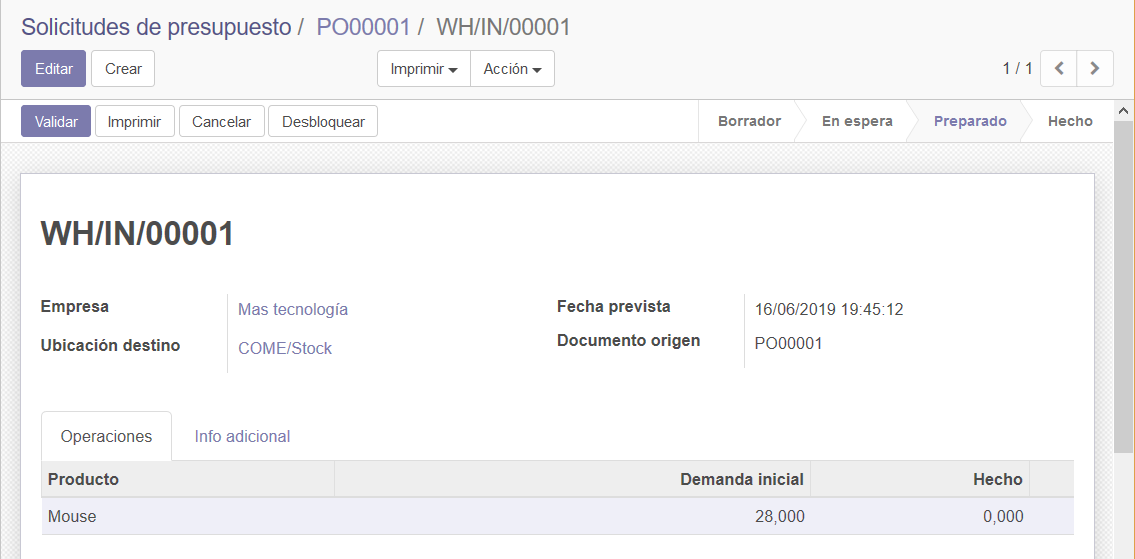 Solicitudes de presupuesto / PO00001 / WH/IN/00001
Editar Crear Imprimir Acción 1 / 1
Validar Imprimir Cancelar Desbloquear Borrador En espera Preparado Hecho
WH/IN/00001
Empresa Mas tecnología Fecha prevista 16/06/2019 19:45:12
Ubicación destino COME/Stock Documento origen PO00001
Operaciones Info adicional
Producto Demanda inicial Hecho
Mouse 28,000 0,000